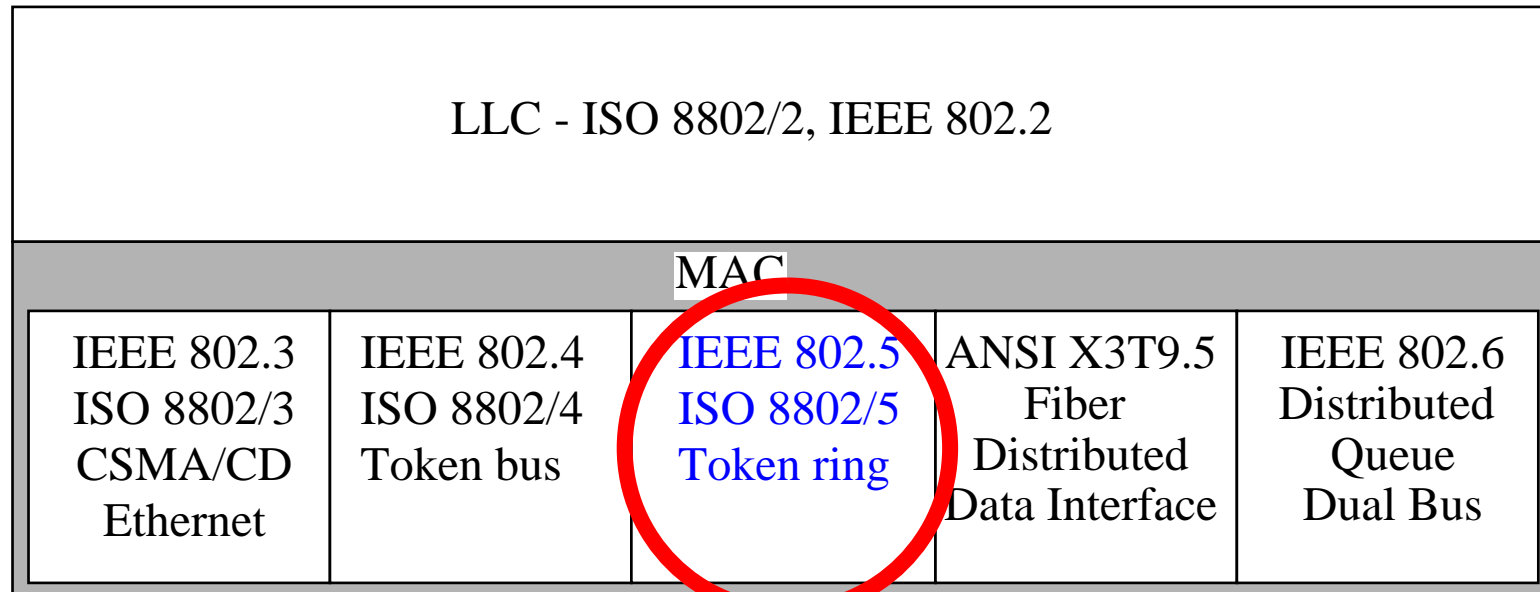 LLC - ISO 8802/2, IEEE 802.2
MAC
IEEE 802.3
ISO 8802/3
CSMA/CD
Ethernet
IEEE 802.4
ISO 8802/4
Token bus
IEEE 802.5
ISO 8802/5
Token ring
ANSI X3T9.5
Fiber
Distributed
Data Interface
IEEE 802.6
Distributed
Queue
Dual Bus